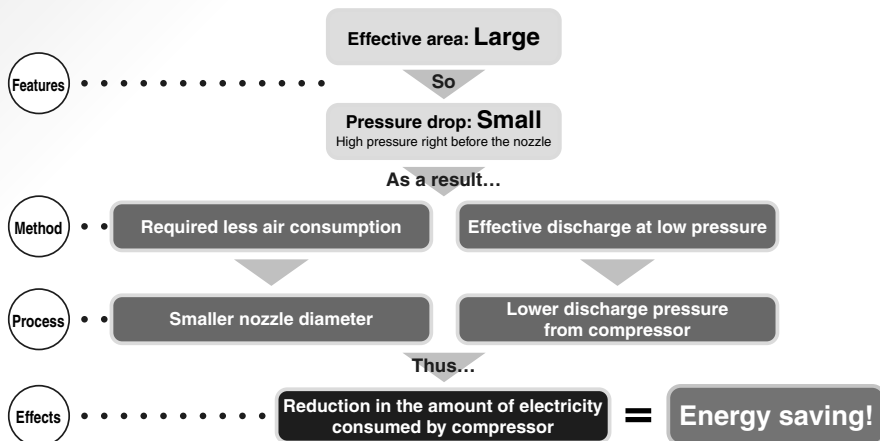 Effective area: Large
Features
So
Pressure drop: Small
High pressure right before the nozzle
As a result…
Method
Required less air consumption
Effective discharge at low pressure
Process
Smaller nozzle diameter
Lower discharge pressure
from compressor
Thus…
Effects
Reduction in the amount of electricity
consumed by compressor
=
Energy saving!